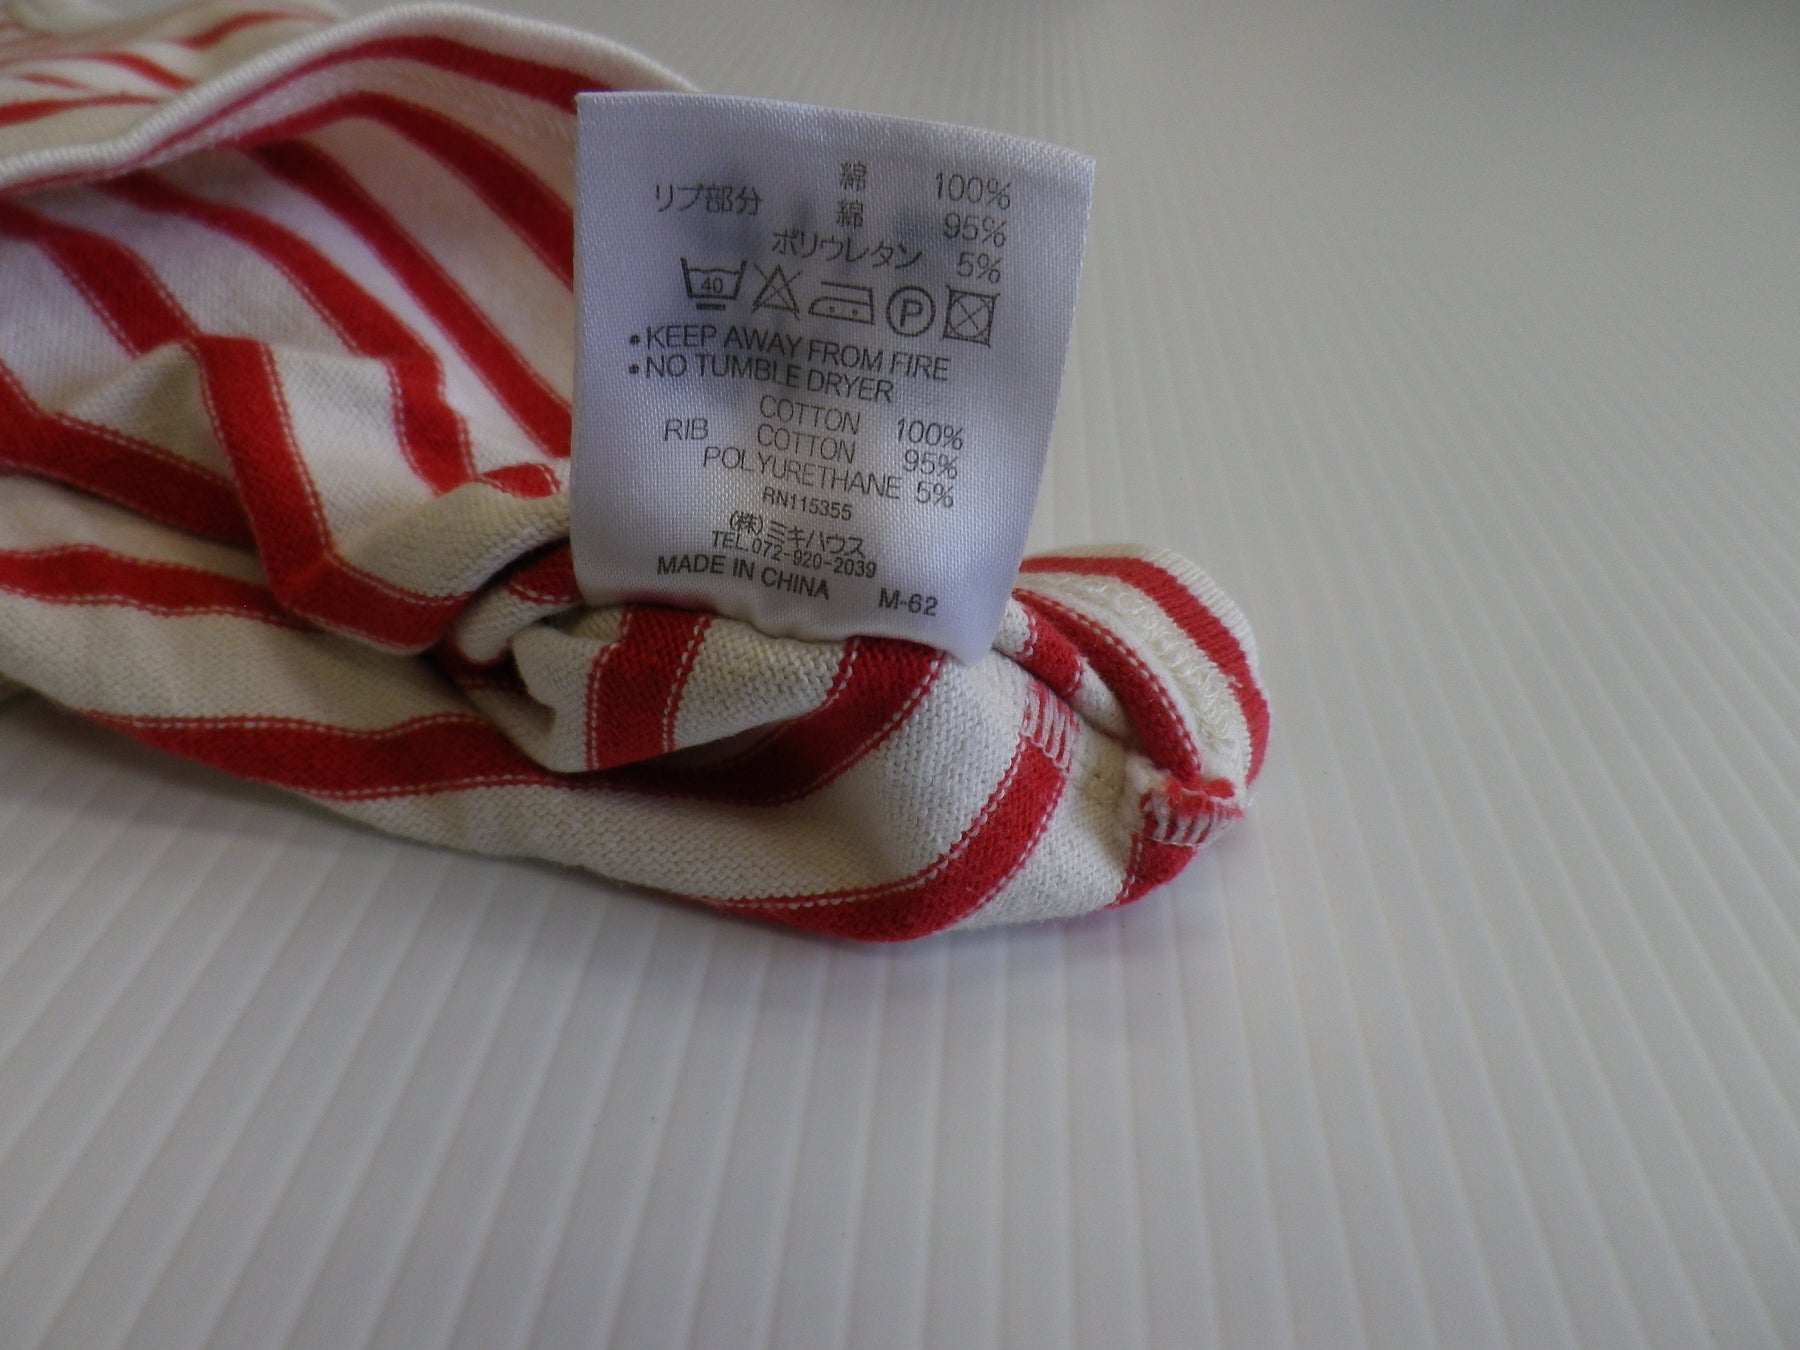 綿 100%
リブ部分 綿 95%
ポリウレタン 5%
40 P
•KEEP AWAY FROM FIRE
•NO TUMBLE DRYER
COTTON 100%
RIB COTTON 95%
POLYURETHANE 5%
RN115355
(株)ミキハウス
TEL.072-920-2039
MADE IN CHINA M-62